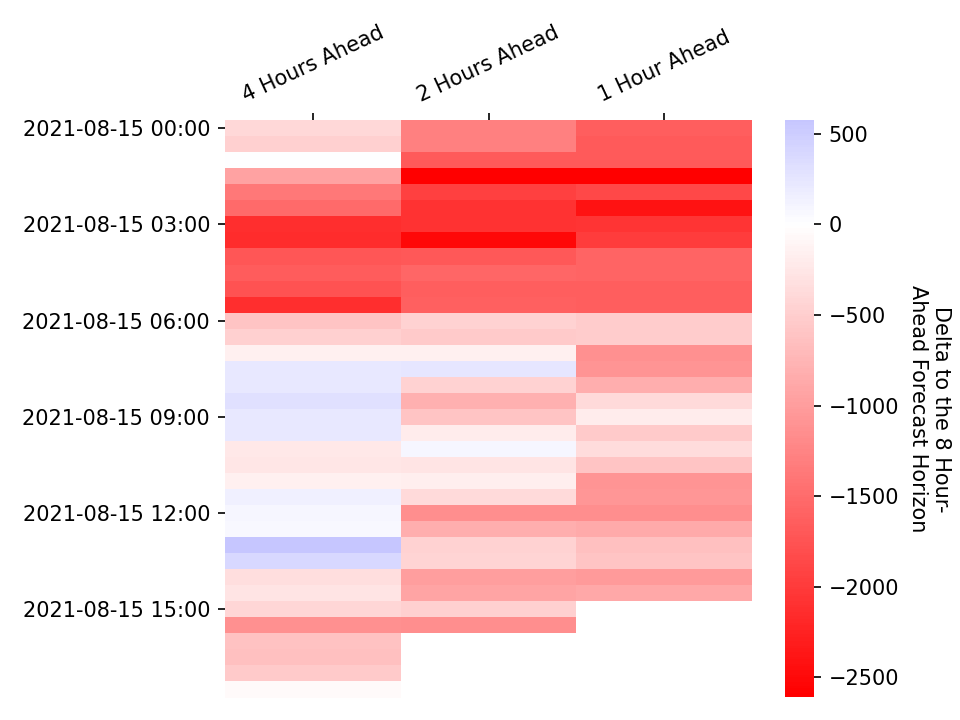 4 Hours Ahead
2 Hours Ahead
1 Hour Ahead
2021-08-15 00:00
2021-08-15 03:00
2021-08-15 06:00
2021-08-15 09:00
2021-08-15 12:00
2021-08-15 15:00
500
0
−500
−1000
−1500
−2000
−2500
Delta to the 8 Hour-
Ahead Forecast Horizon